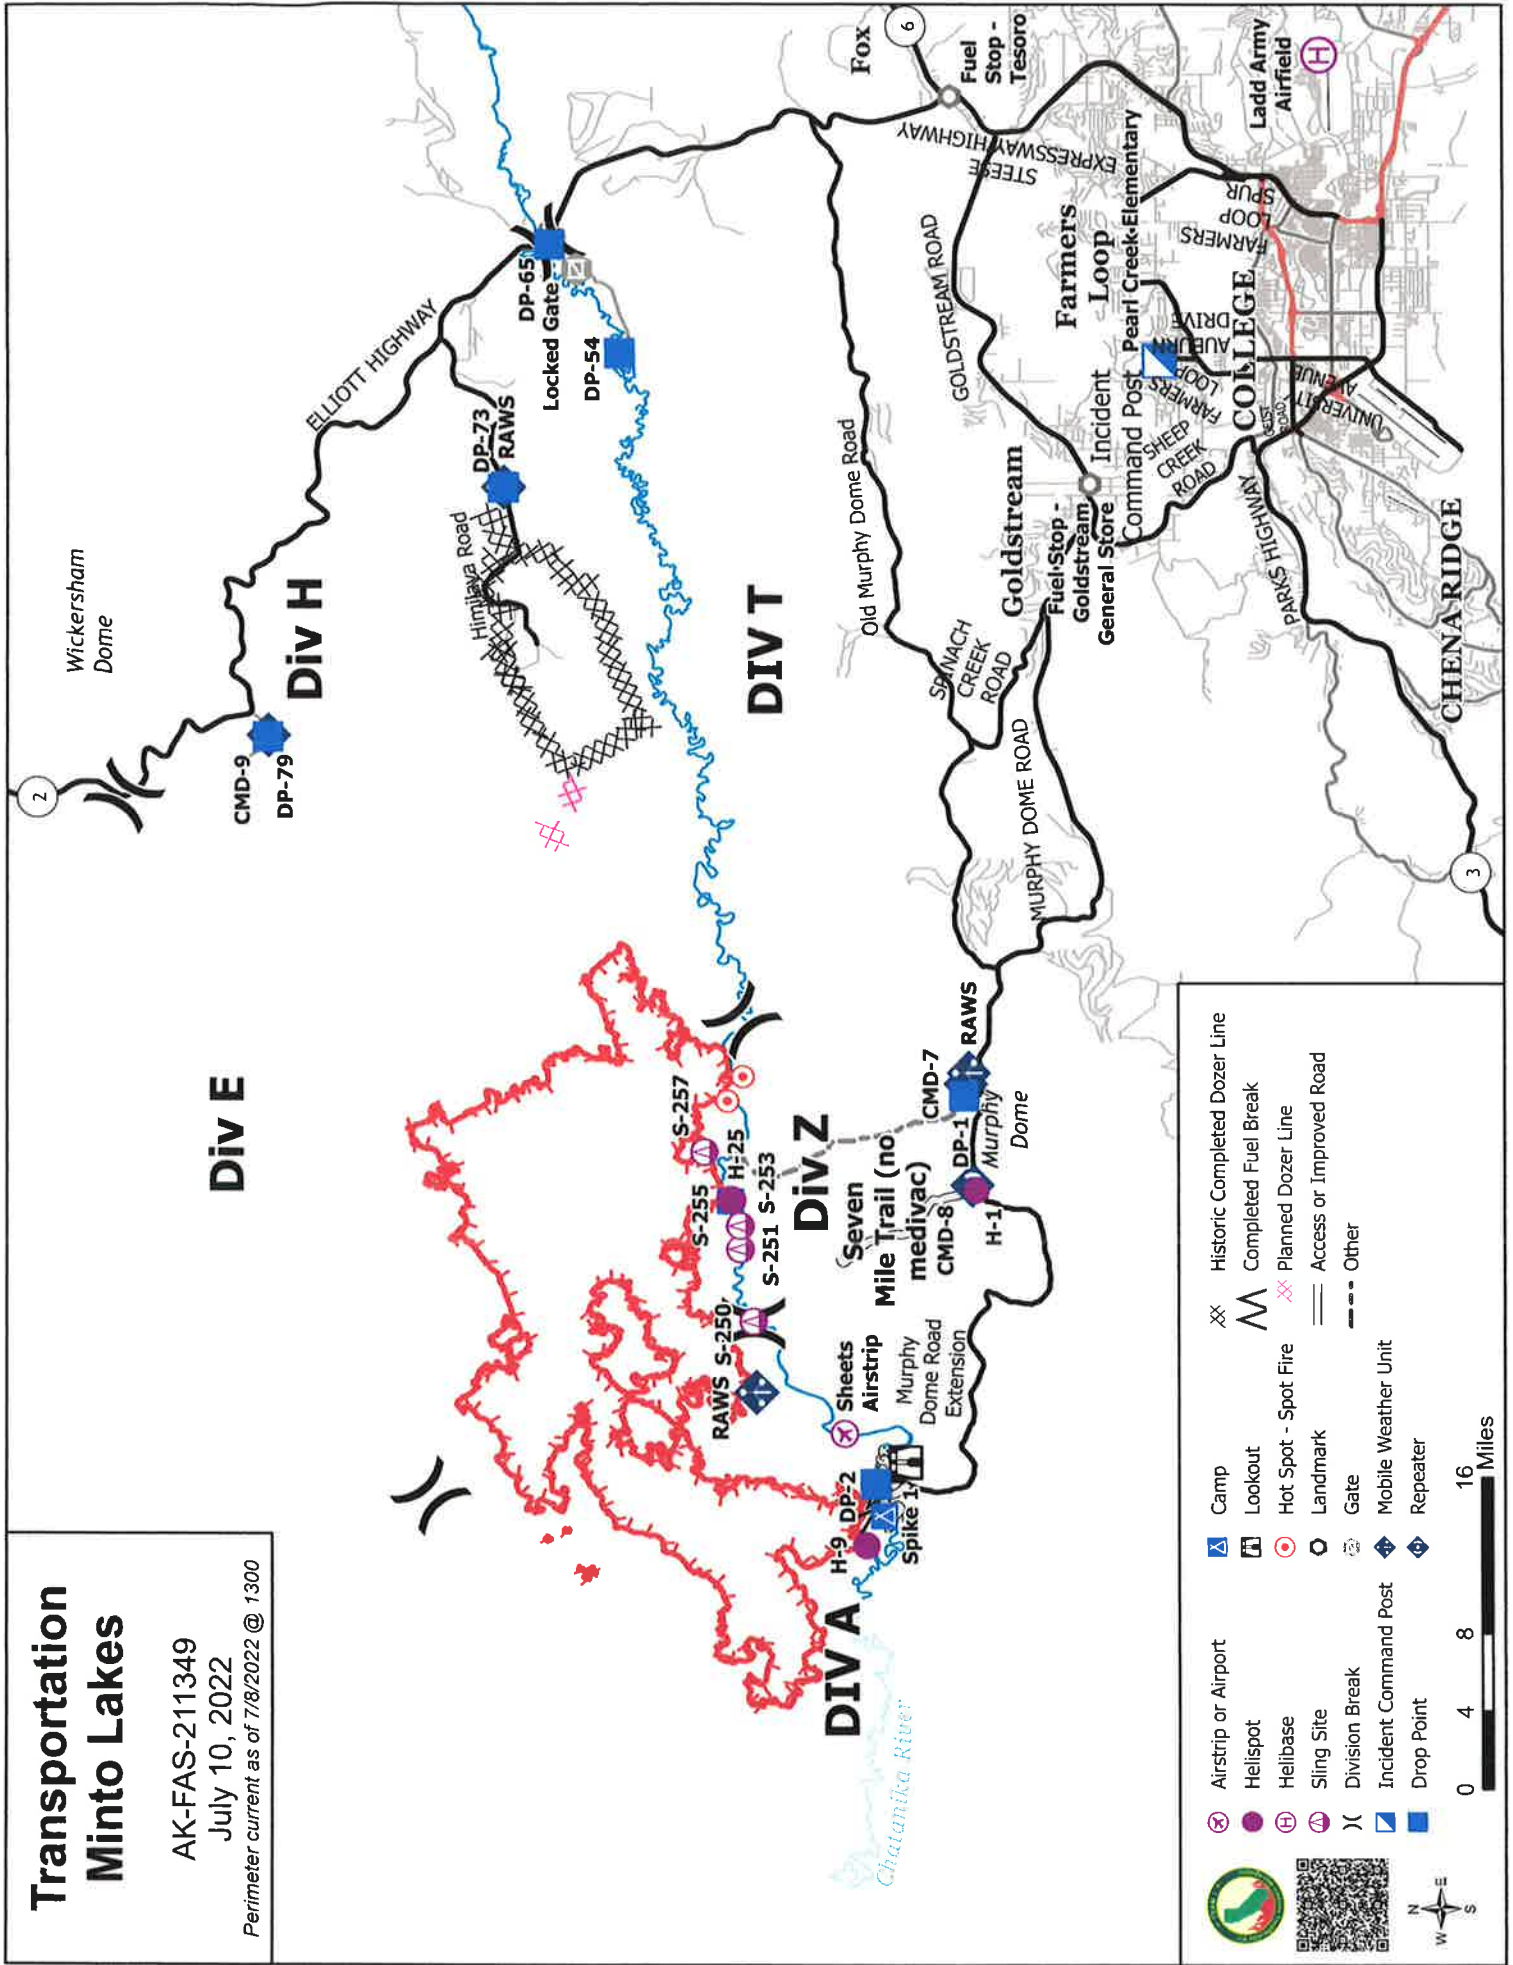 Transportation
Minto Lakes
AK-FAS-211349
July 10, 2022
Perimeter current as of 7/8/2022 @ 1300
Div E
2
Wickersham
Dome
CMD-9
DP-79
Div H
ELLIOTT HIGHWAY
Himilaya Road
DP-73
RAWS
DP-65
Locked Gate
DP-54
DIV T
Fox
6
Fuel
Stop -
Tesoro
STEESE
EXPRESSWAY HIGHWAY
Old Murphy Dome Road
GOLDSTREAM ROAD
Farmers
Loop
Incident
Command Post Pearl Creek Elementary
Ladd Army
Airfield
H
FARMERS
LOOP
SPUR
AUBURN
DRIVE
FARMERS
LOOP
COLLEGE
GEIST
ROAD
UNIVERSITY
AVENUE
SHEEP
CREEK
ROAD
PARKS HIGHWAY
CHENA RIDGE
3
Goldstream
Fuel Stop -
Goldstream
General Store
SPINACH
CREEK
ROAD
MURPHY DOME ROAD
S-257
H-25
S-255
S-253
S-251
Div Z
Seven
Mile Trail (no
medivac)
CMD-8
H-1
CMD-7
RAWS
DP-1
Murphy
Dome
S-250
RAWS
Sheets
Airstrip
Murphy
Dome Road
Extension
DP-2
H-9
Spike 1
DIV A
Chatanika River
N
W
E
S
Airstrip or Airport
Helispot
H
Helibase
Sling Site
Division Break
Incident Command Post
Drop Point
Camp
Lookout
Hot Spot - Spot Fire
Landmark
Gate
Mobile Weather Unit
Repeater
Historic Completed Dozer Line
Completed Fuel Break
Planned Dozer Line
Access or Improved Road
Other
0 4 8 16
Miles